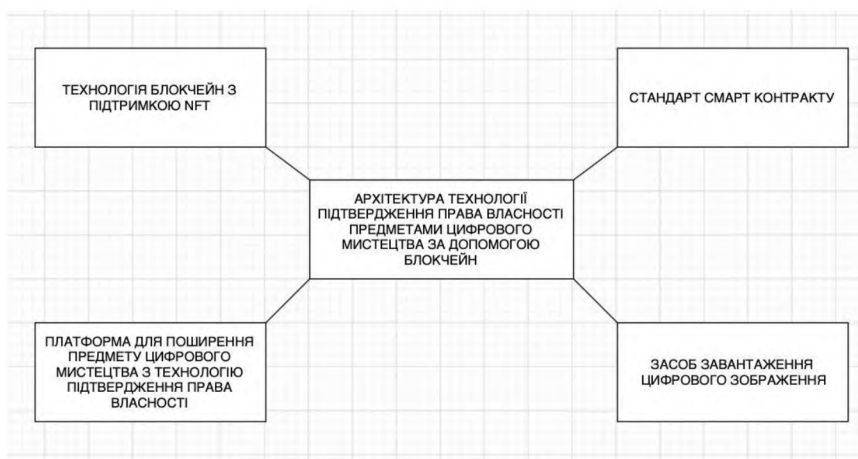 ТЕХНОЛОГІЯ БЛОКЧЕЙН З
ПІДТРИМКОЮ NFT
СТАНДАРТ СМАРТ КОНТРАКТУ
АРХІТЕКТУРА ТЕХНОЛОГІЇ
ПІДТВЕРДЖЕННЯ ПРАВА ВЛАСНОСТІ
ПРЕДМЕТАМИ ЦИФРОВОГО
МИСТЕЦТВА ЗА ДОПОМОГОЮ
БЛОКЧЕЙН
ПЛАТФОРМА ДЛЯ ПОШИРЕННЯ
ПРЕДМЕТУ ЦИФРОВОГО
МИСТЕЦТВА З ТЕХНОЛОГІЮ
ПІДТВЕРДЖЕННЯ ПРАВА
ВЛАСНОСТІ
ЗАСОБ ЗАВАНТАЖЕННЯ
ЦИФРОВОГО ЗОБРАЖЕННЯ